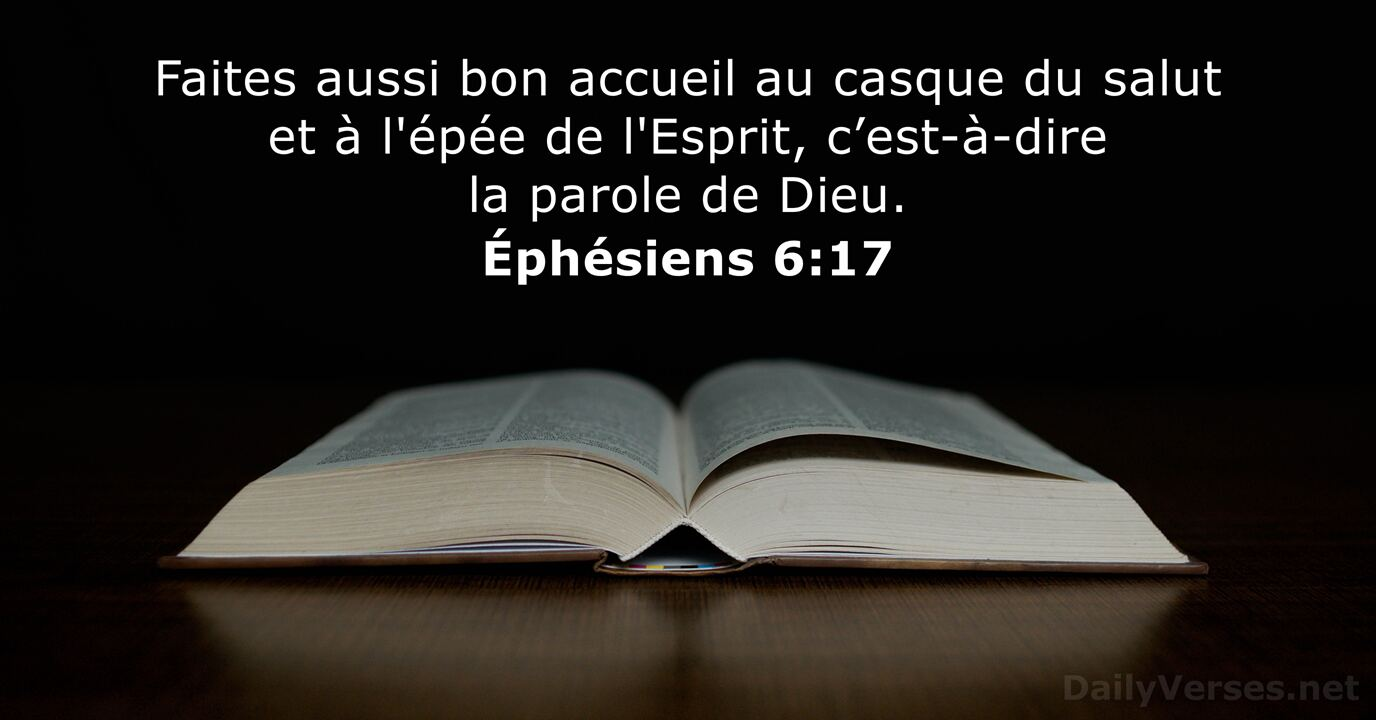 Faites aussi bon accueil au casque du salut
et à l'épée de l'Esprit, c’est-à-dire
la parole de Dieu.
Éphésiens 6:17
DailyVerses.net